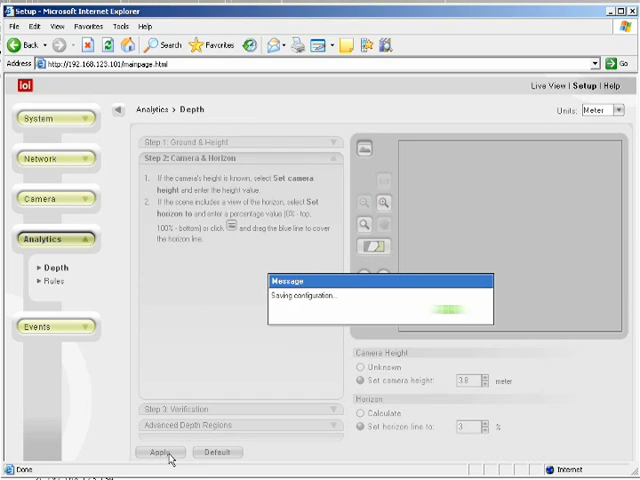 Setup - Microsoft Internet Explorer
File Edit View Favorites Tools Help
Back Search Favorites
Address http://192.168.123.101/mainpage.html Go
ioi Live View | Setup | Help
Analytics > Depth Units: Meter
System
Network
Camera
Analytics
Depth
Rules
Events
Step 1: Ground & Height
Step 2: Camera & Horizon
1. If the camera's height is known, select Set camera
height and enter the height value.
2. If the scene includes a view of the horizon, select Set
horizon to and enter a percentage value (0% - top,
100% - bottom) or click and drag the blue line to cover
the horizon line.
Message
Saving configuration...
Camera Height
Unknown
Set camera height: 3.8 meter
Horizon
Calculate
Set horizon line to: 3 %
Step 3: Verification
Advanced Depth Regions
Apply Default
Done Internet